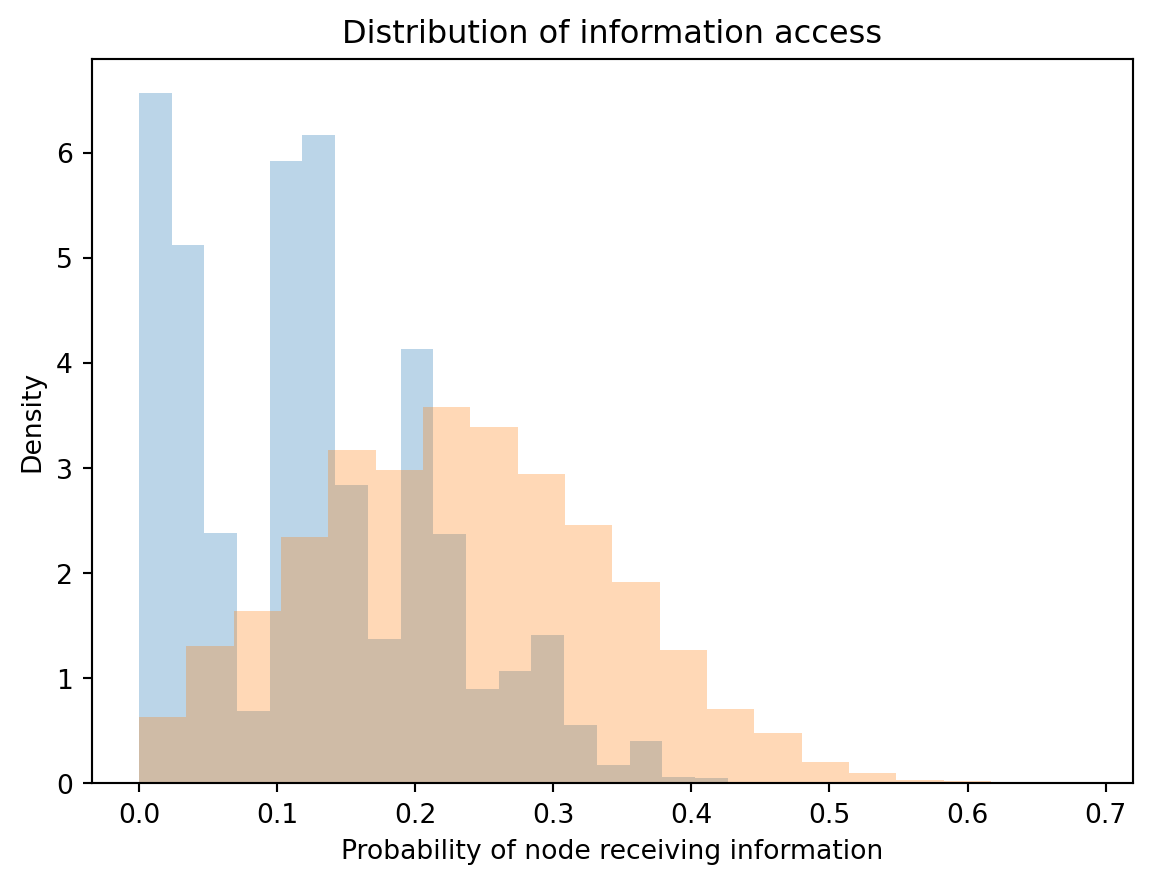 Distribution of information access
Density
6
5
4
3
2
1
0
0.0 0.1 0.2 0.3 0.4 0.5 0.6 0.7
Probability of node receiving information